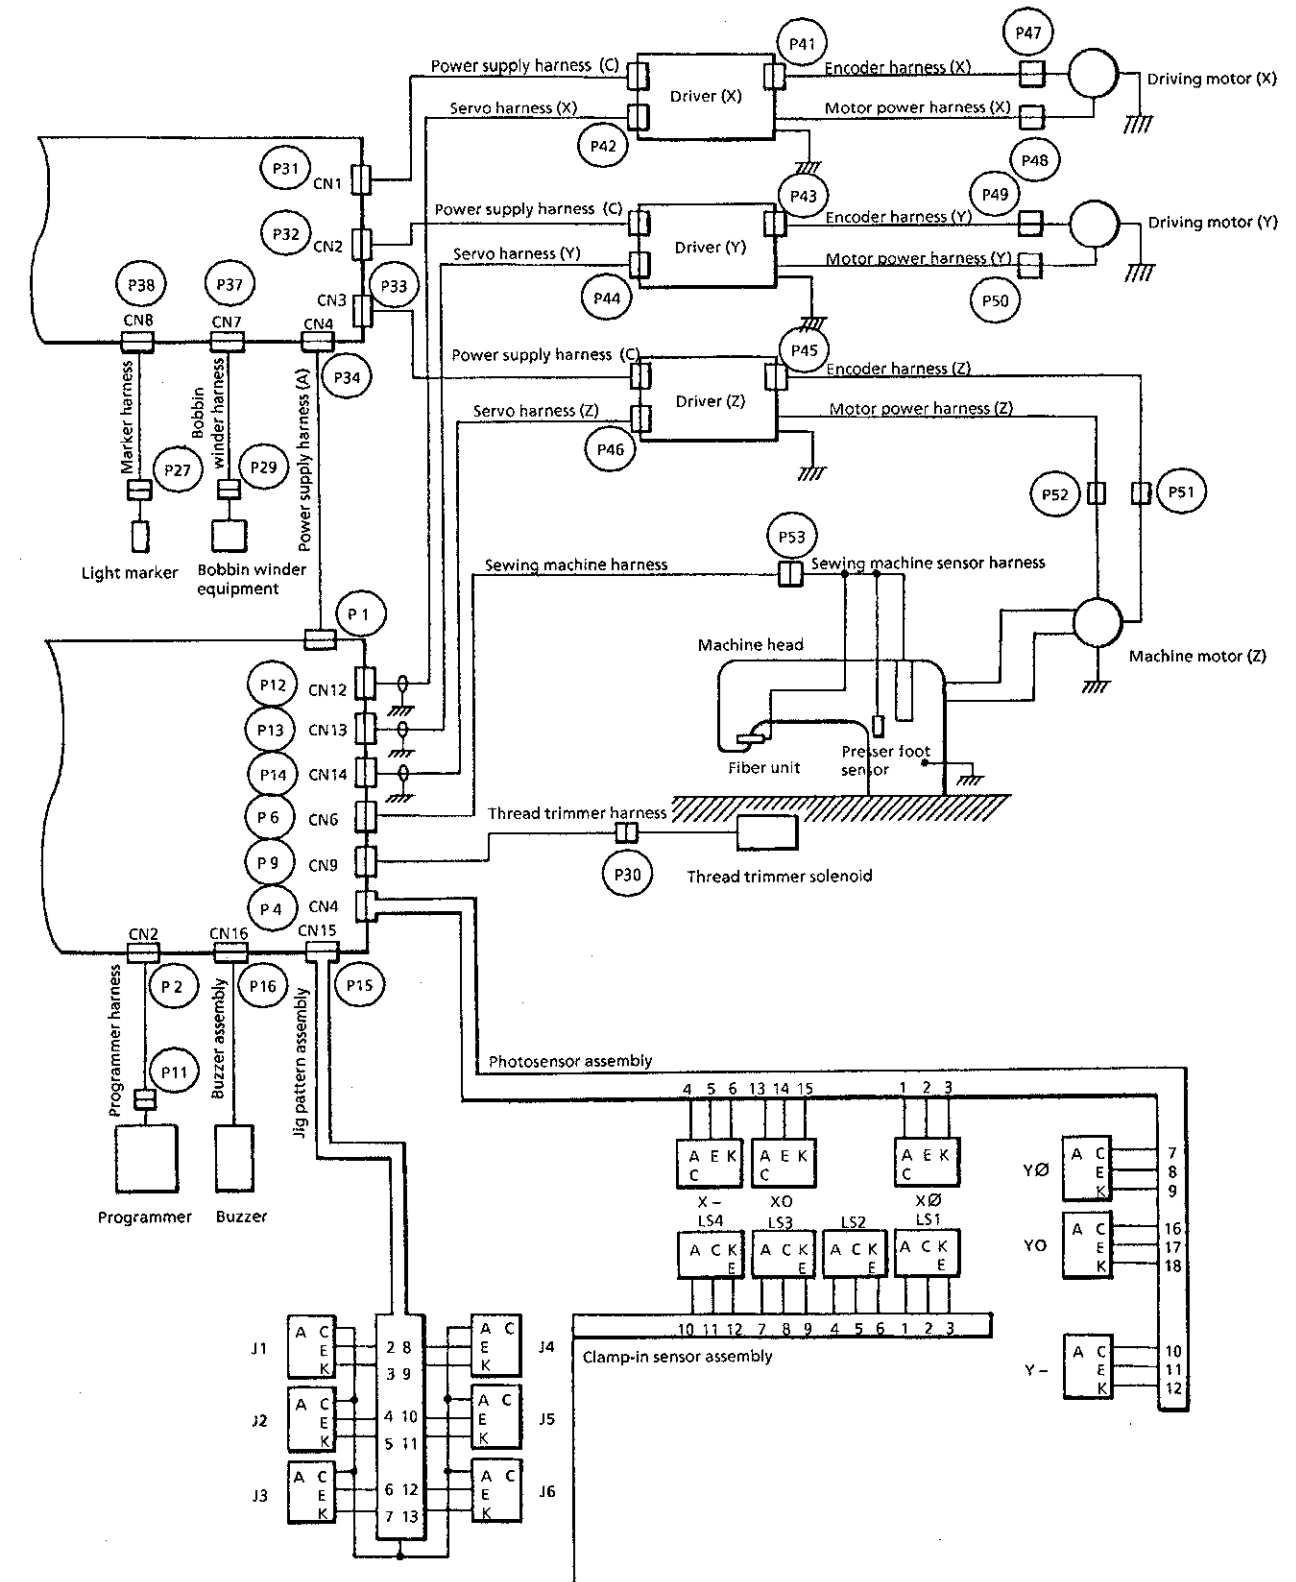 P41
P47
Power supply harness (C)
Encoder harness (X)
Driving motor (X)
Driver (X)
Servo harness (X)
Motor power harness (X)
P42
P48
P31
CN1
P43
P49
Power supply harness (C)
Encoder harness (Y)
Driving motor (Y)
P32
CN2
Driver (Y)
Servo harness (Y)
Motor power harness (Y)
P38
P37
CN3
P33
P44
P50
CN8
CN7
CN4
P45
Power supply harness (C)
P34
Encoder harness (Z)
Driver (Z)
Servo harness (Z)
Motor power harness (Z)
Marker harness
Bobbin
winder harness
Power supply harness (A)
P46
P27
P29
P52
P51
P53
Light marker
Bobbin winder
equipment
Sewing machine harness
Sewing machine sensor harness
P 1
Machine head
Machine motor (Z)
P12
CN12
P13
CN13
P14
CN14
Fiber unit
Presser foot
sensor
P 6
CN6
Thread trimmer harness
P 9
CN9
P30
Thread trimmer solenoid
P 4
CN4
CN2
CN16
CN15
P 2
P16
P15
Programmer harness
Buzzer assembly
Jig pattern assembly
P11
Photosensor assembly
4 5 6 13 14 15 1 2 3
A E K
C
A E K
C
A E K
C
X –
XO
XØ
YØ
A C
E
K
7
8
9
Programmer
Buzzer
LS4
LS3
LS2
LS1
A C K
E
A C K
E
A C K
E
A C K
E
YO
A C
E
K
16
17
18
10 11 12 7 8 9 4 5 6 1 2 3
Clamp-in sensor assembly
Y –
A C
E
K
10
11
12
J1
A C
E
K
2 8
3 9
A C
E
K
J4
J2
A C
E
K
4 10
5 11
A C
E
K
J5
J3
A C
E
K
6 12
7 13
A C
E
K
J6